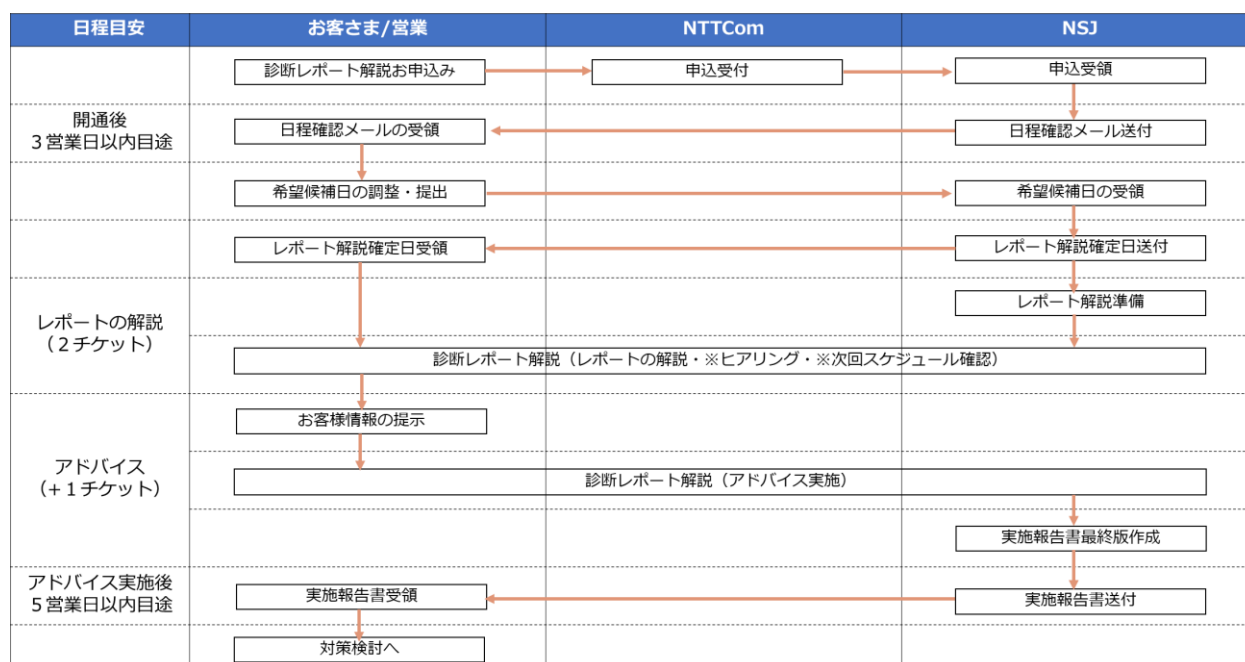 日程目安
お客さま/営業
NTTCom
NSJ
診断レポート解説お申込み
申込受付
申込受領
開通後
３営業日以内目途
日程確認メールの受領
日程確認メール送付
希望候補日の調整・提出
希望候補日の受領
レポート解説確定日受領
レポート解説確定日送付
レポートの解説
（２チケット）
レポート解説準備
診断レポート解説（レポートの解説・※ヒアリング・※次回スケジュール確認）
アドバイス
（+１チケット）
お客様情報の提示
診断レポート解説（アドバイス実施）
実施報告書最終版作成
アドバイス実施後
５営業日以内目途
実施報告書受領
実施報告書送付
対策検討へ